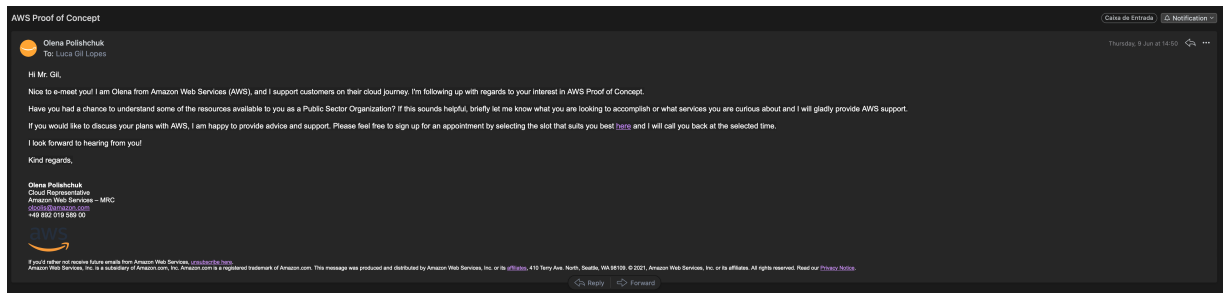 AWS Proof of Concept
Caixa de Entrada
Notification
Olena Polishchuk
To: Luca Gil Lopes
Thursday, 9 Jun at 14:50
Hi Mr. Gil,
Nice to e-meet you! I am Olena from Amazon Web Services (AWS), and I support customers on their cloud journey. I'm following up with regards to your interest in AWS Proof of Concept.
Have you had a chance to understand some of the resources available to you as a Public Sector Organization? If this sounds helpful, briefly let me know what you are looking to accomplish or what services you are curious about and I will gladly provide AWS support.
If you would like to discuss your plans with AWS, I am happy to provide advice and support. Please feel free to sign up for an appointment by selecting the slot that suits you best here and I will call you back at the selected time.
I look forward to hearing from you!
Kind regards,
Olena Polishchuk
Cloud Representative
Amazon Web Services – MRC
olpolis@amazon.com
+49 892 019 589 00
aws
If you'd rather not receive future emails from Amazon Web Services, unsubscribe here.
Amazon Web Services, Inc. is a subsidiary of Amazon.com, Inc. Amazon.com is a registered trademark of Amazon.com. This message was produced and distributed by Amazon Web Services, Inc. or its affiliates, 410 Terry Ave. North, Seattle, WA 98109. © 2021, Amazon Web Services, Inc. or its affiliates. All rights reserved. Read our Privacy Notice.
Reply
Forward